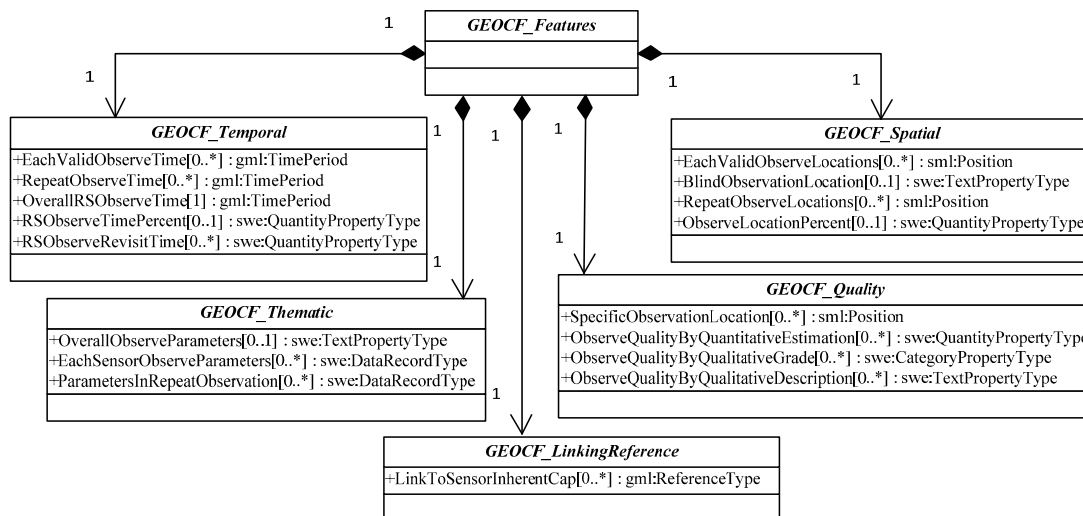 GEOCF_Features
1
1
1
1
1
1
1
1
GEOCF_Temporal
+EachValidObserveTime[0..*] : gml:TimePeriod
+RepeatObserveTime[0..*] : gml:TimePeriod
+OverallRSObserveTime[1] : gml:TimePeriod
+RSObserveTimePercent[0..1] : swe:QuantityPropertyType
+RSObserveRevisitTime[0..*] : swe:QuantityPropertyType
GEOCF_Spatial
+EachValidObserveLocations[0..*] : sml:Position
+BlindObservationLocation[0..1] : swe:TextPropertyType
+RepeatObserveLocations[0..*] : sml:Position
+ObserveLocationPercent[0..1] : swe:QuantityPropertyType
1
1
GEOCF_Thematic
+OverallObserveParameters[0..1] : swe:TextPropertyType
+EachSensorObserveParameters[0..*] : swe:DataRecordType
+ParametersInRepeatObservation[0..*] : swe:DataRecordType
GEOCF_Quality
+SpecificObservationLocation[0..*] : sml:Position
+ObserveQualityByQuantitativeEstimation[0..*] : swe:QuantityPropertyType
+ObserveQualityByQualitativeGrade[0..*] : swe:CategoryPropertyType
+ObserveQualityByQualitativeDescription[0..*] : swe:TextPropertyType
1
GEOCF_LinkingReference
+LinkToSensorInherentCap[0..*] : gml:ReferenceType